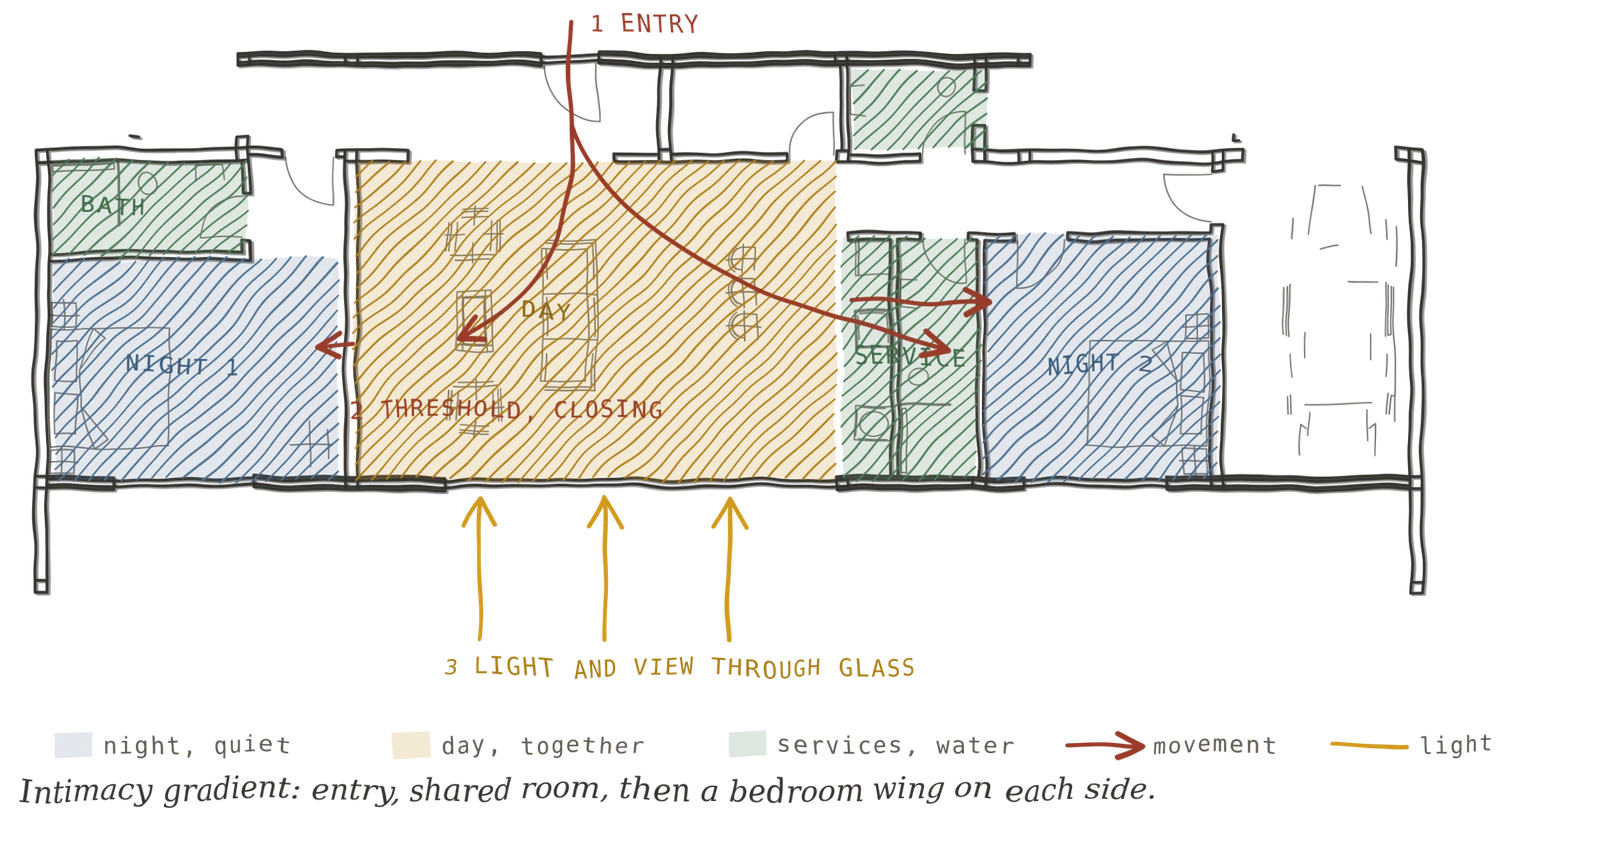 1 ENTRY
BATH
DAY
NIGHT 1
SERVICE
NIGHT 2
2 THRESHOLD, CLOSING
3 LIGHT AND VIEW THROUGH GLASS
night, quiet
day, together
services, water
movement
light
Intimacy gradient: entry, shared room, then a bedroom wing on each side.